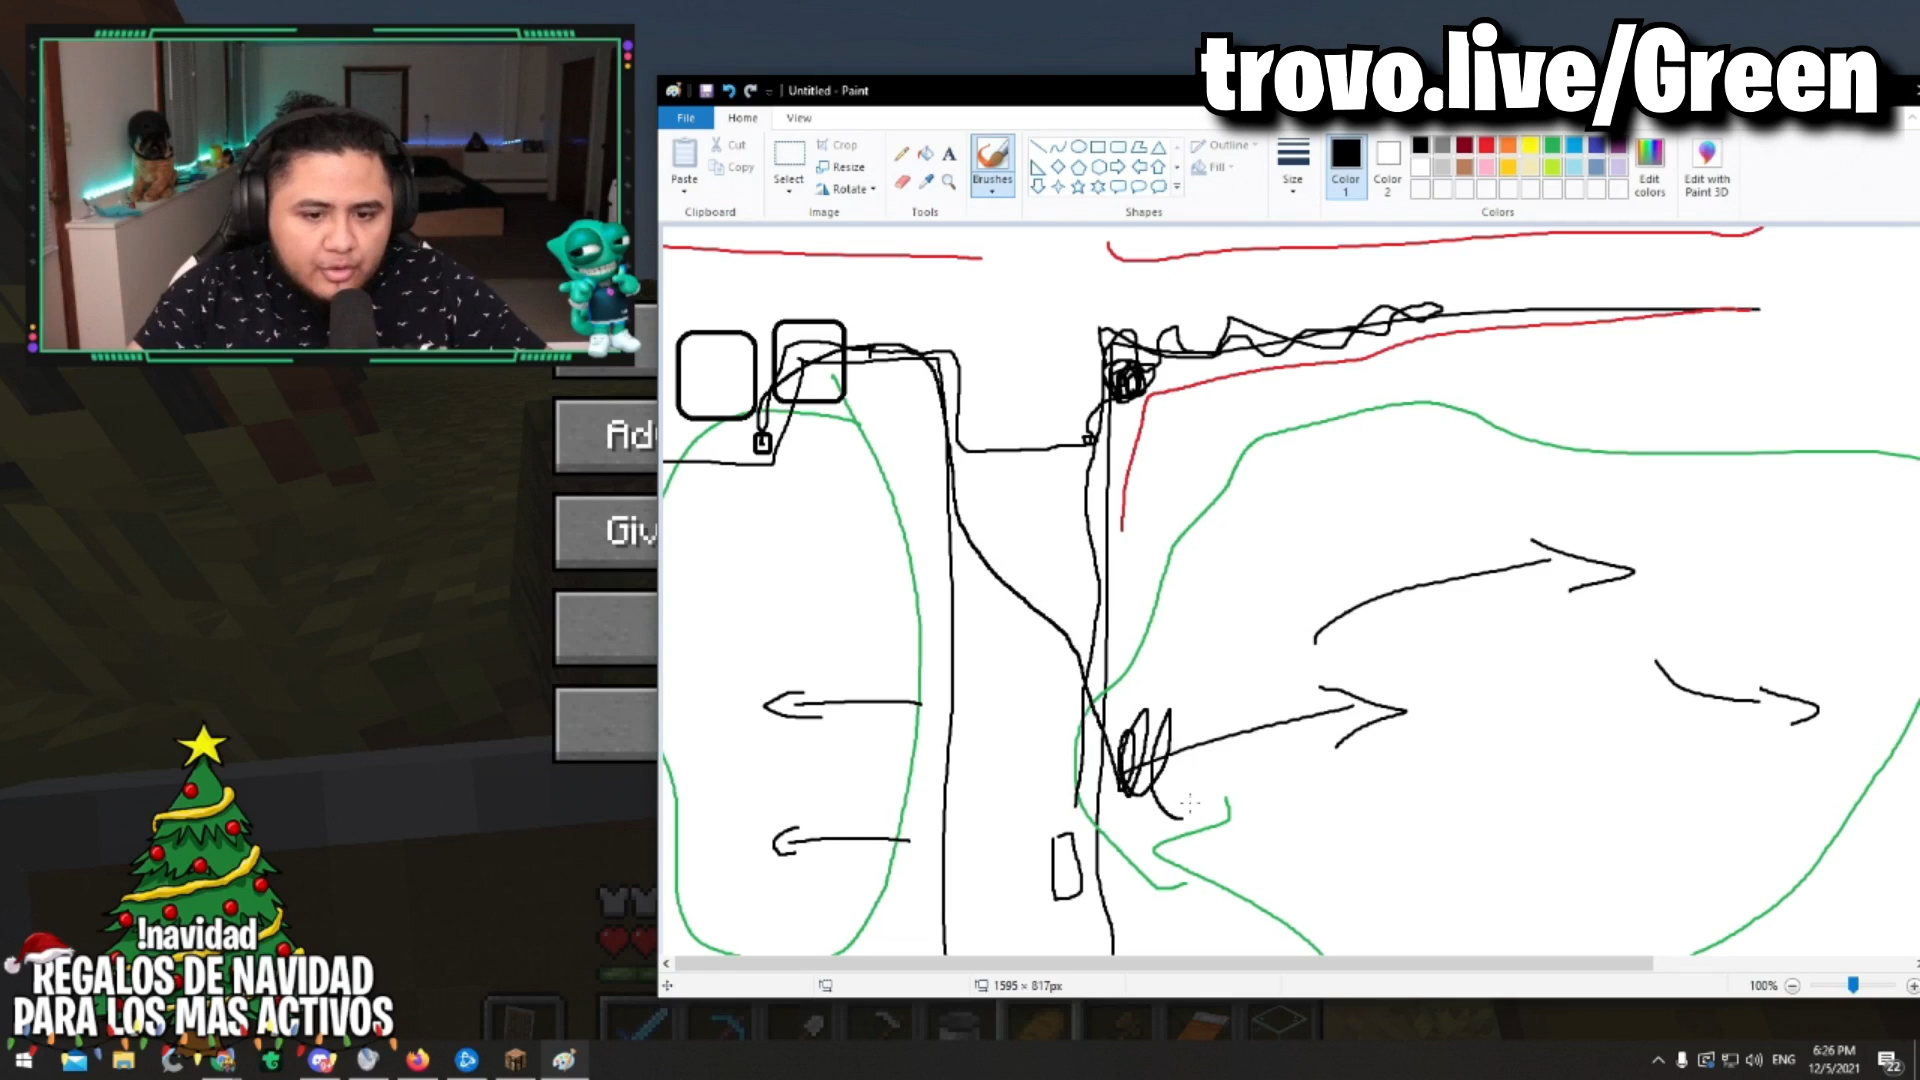 trovo.live/Green
Untitled - Paint
File
Home
View
Paste
Cut
Copy
Clipboard
Select
Crop
Resize
Rotate
Image
Tools
Brushes
Shapes
Outline
Fill
Size
Color
1
Color
2
Edit
colors
Edit with
Paint 3D
Colors
Giv
!navidad
REGALOS DE NAVIDAD
PARA LOS MAS ACTIVOS
1595 × 817px
100%
ENG
6:26 PM
12/5/2021
22